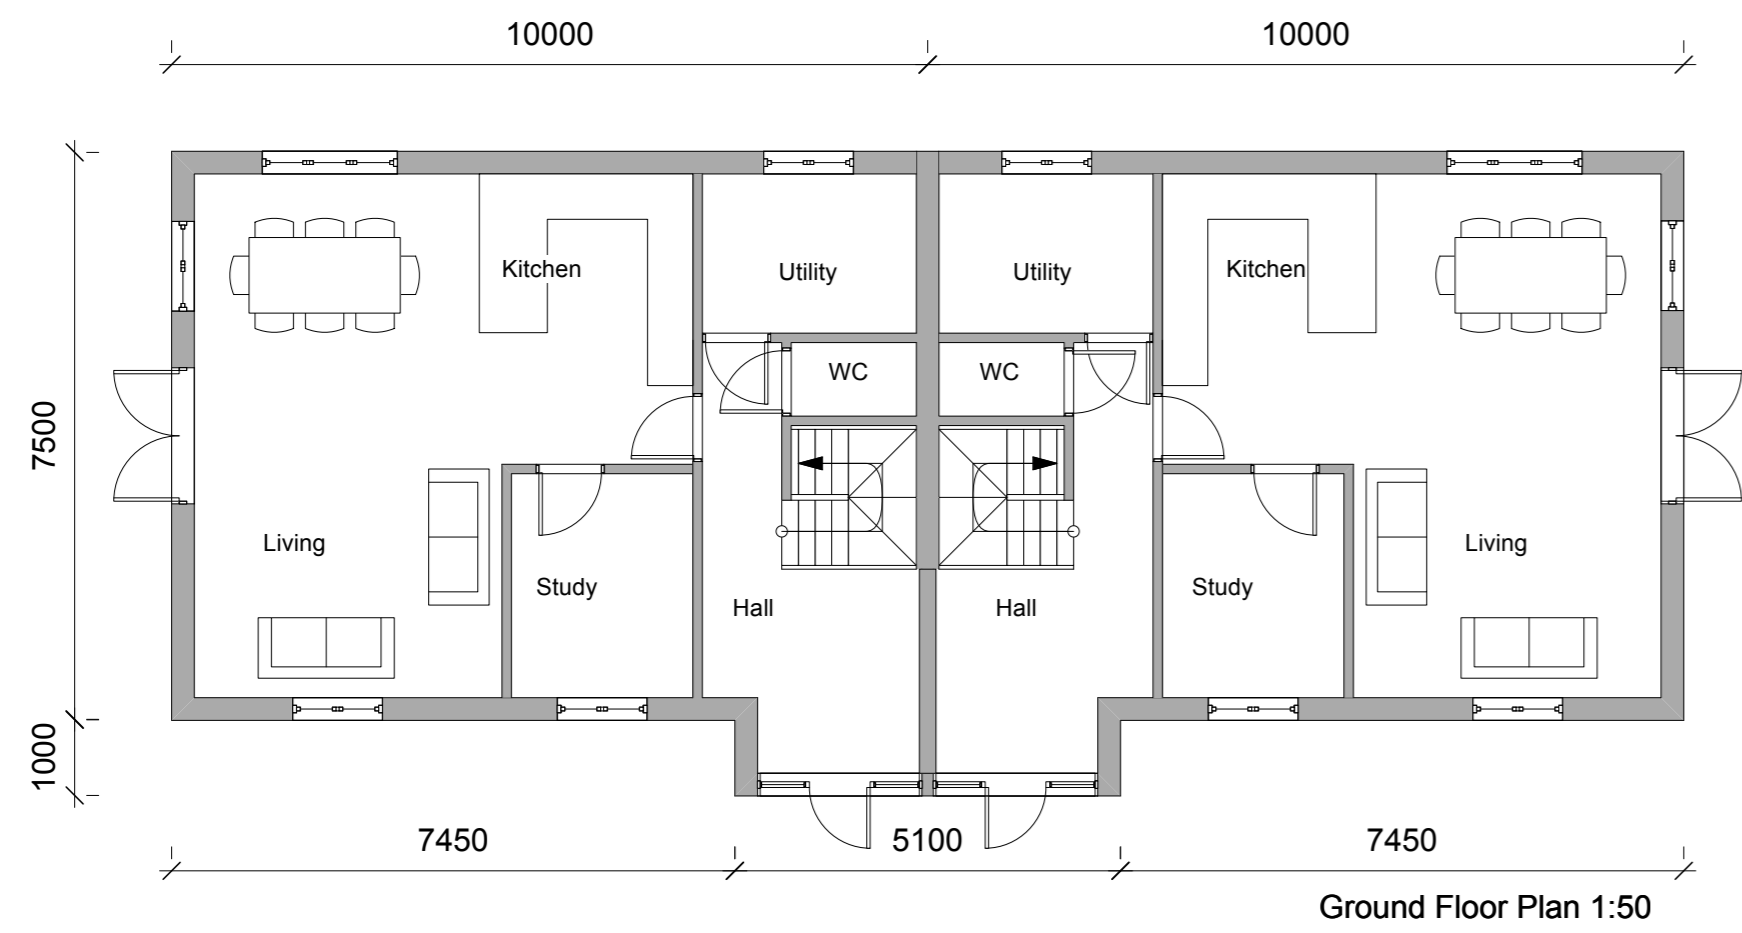 10000 10000
Kitchen Utility Utility Kitchen
WC WC
7500
Living Living
Study Study
Hall Hall
1000
7450 5100 7450
Ground Floor Plan 1:50